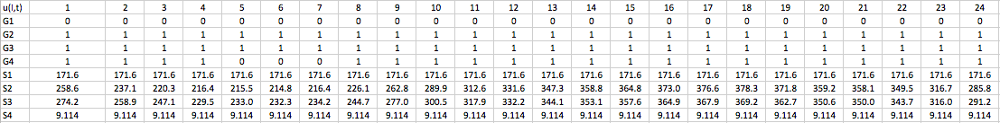 u(I,t) 1 2 3 4 5 6 7 8 9 10 11 12 13 14 15 16 17 18 19 20 21 22 23 24
G1 0 0 0 0 0 0 0 0 0 0 0 0 0 0 0 0 0 0 0 0 0 0 0 0
G2 1 1 1 1 1 1 1 1 1 1 1 1 1 1 1 1 1 1 1 1 1 1 1 1
G3 1 1 1 1 1 1 1 1 1 1 1 1 1 1 1 1 1 1 1 1 1 1 1 1
G4 1 1 1 1 0 0 0 1 1 1 1 1 1 1 1 1 1 1 1 1 1 1 1 1
S1 171.6 171.6 171.6 171.6 171.6 171.6 171.6 171.6 171.6 171.6 171.6 171.6 171.6 171.6 171.6 171.6 171.6 171.6 171.6 171.6 171.6 171.6 171.6 171.6
S2 258.6 237.1 220.3 216.4 215.5 214.8 216.4 226.1 262.8 289.9 312.6 331.6 347.3 358.8 364.8 373.0 376.6 378.3 371.8 359.2 358.1 349.5 316.7 285.8
S3 274.2 258.9 247.1 229.5 233.0 232.3 234.2 244.7 277.0 300.5 317.9 332.2 344.1 353.1 357.6 364.9 367.9 369.2 362.7 350.6 350.0 343.7 316.0 291.2
S4 9.114 9.114 9.114 9.114 9.114 9.114 9.114 9.114 9.114 9.114 9.114 9.114 9.114 9.114 9.114 9.114 9.114 9.114 9.114 9.114 9.114 9.114 9.114 9.114